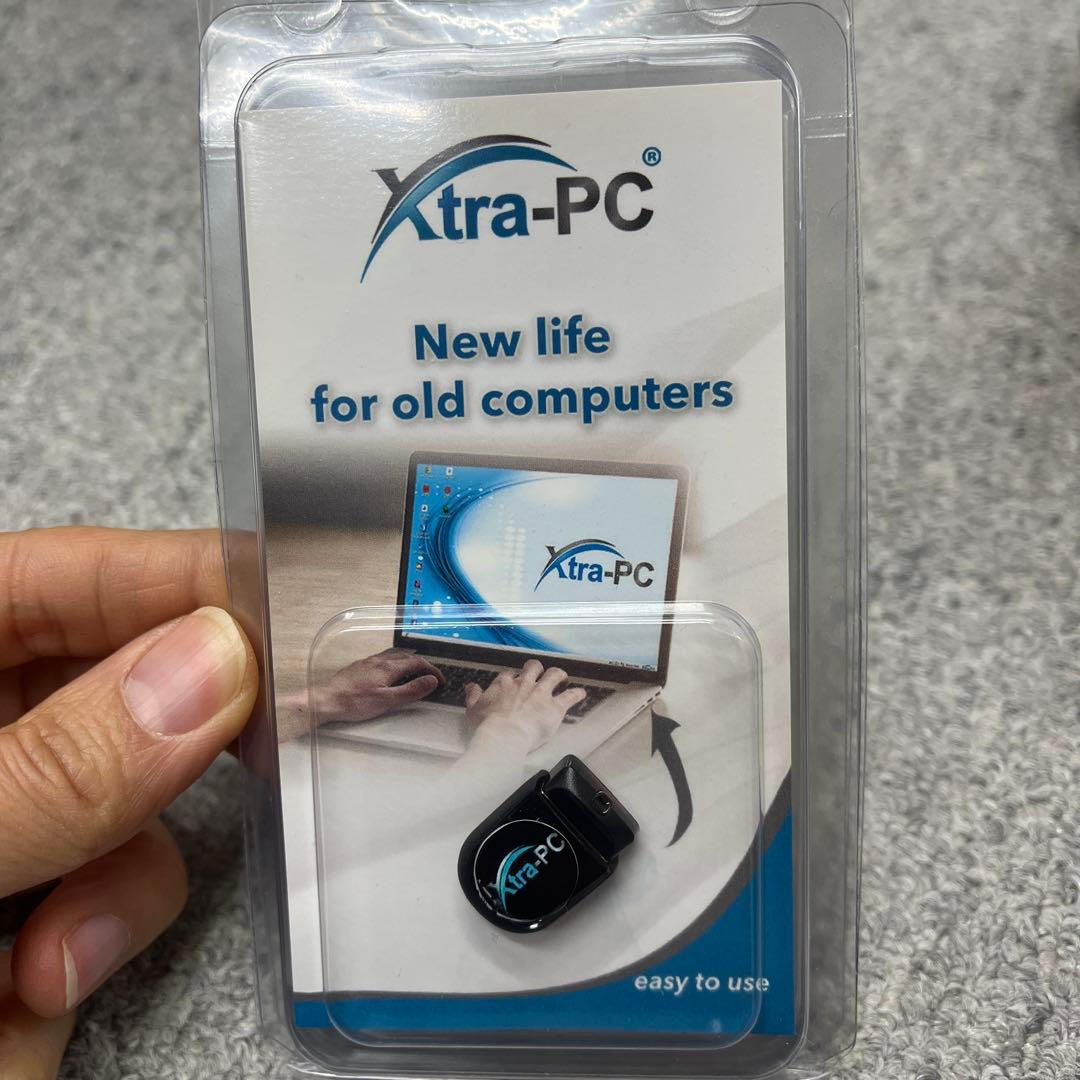 Xtra-PC®
New life
for old computers
Xtra-PC
Xtra-PC
easy to use